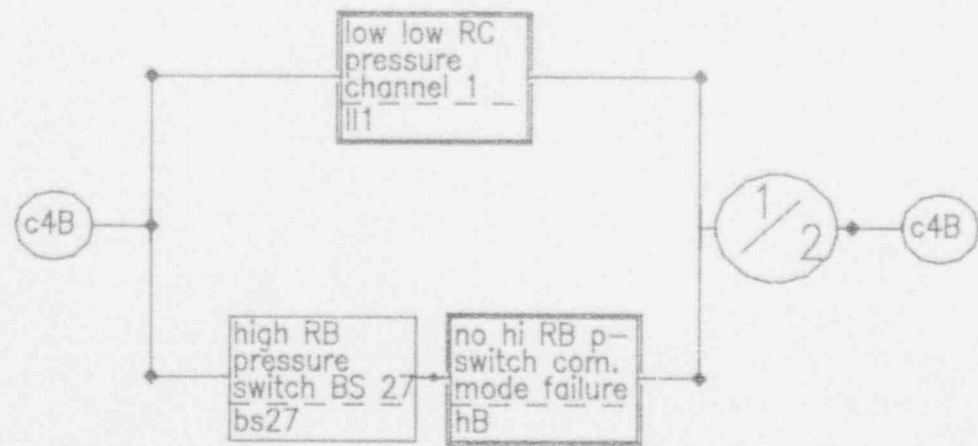 low low RC
pressure
channel 1
ll1
c4B
1/2
c4B
high RB
pressure
switch BS 27
bs27
no hi RB p-
switch com.
mode failure
hB